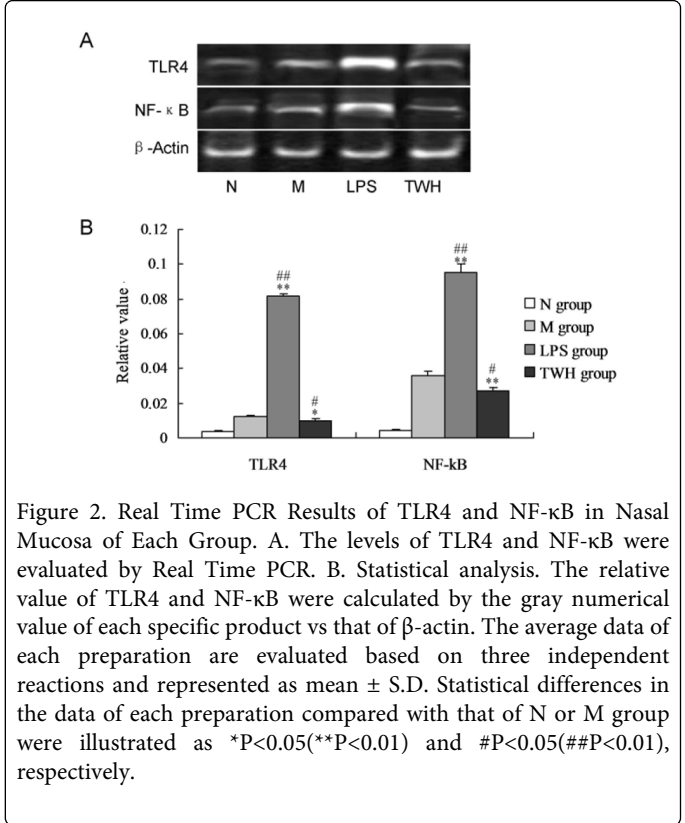 A
TLR4
NF-κB
β-Actin
N M LPS TWH
B
0.12
0.1
0.08
0.06
0.04
0.02
0
Relative value
##
**
#
*
##
**
#
**
N group
M group
LPS group
TWH group
TLR4 NF-kB
Figure 2. Real Time PCR Results of TLR4 and NF-κB in Nasal
Mucosa of Each Group. A. The levels of TLR4 and NF-κB were
evaluated by Real Time PCR. B. Statistical analysis. The relative
value of TLR4 and NF-κB were calculated by the gray numerical
value of each specific product vs that of β-actin. The average data of
each preparation are evaluated based on three independent
reactions and represented as mean ± S.D. Statistical differences in
the data of each preparation compared with that of N or M group
were illustrated as *P<0.05(**P<0.01) and #P<0.05(##P<0.01),
respectively.